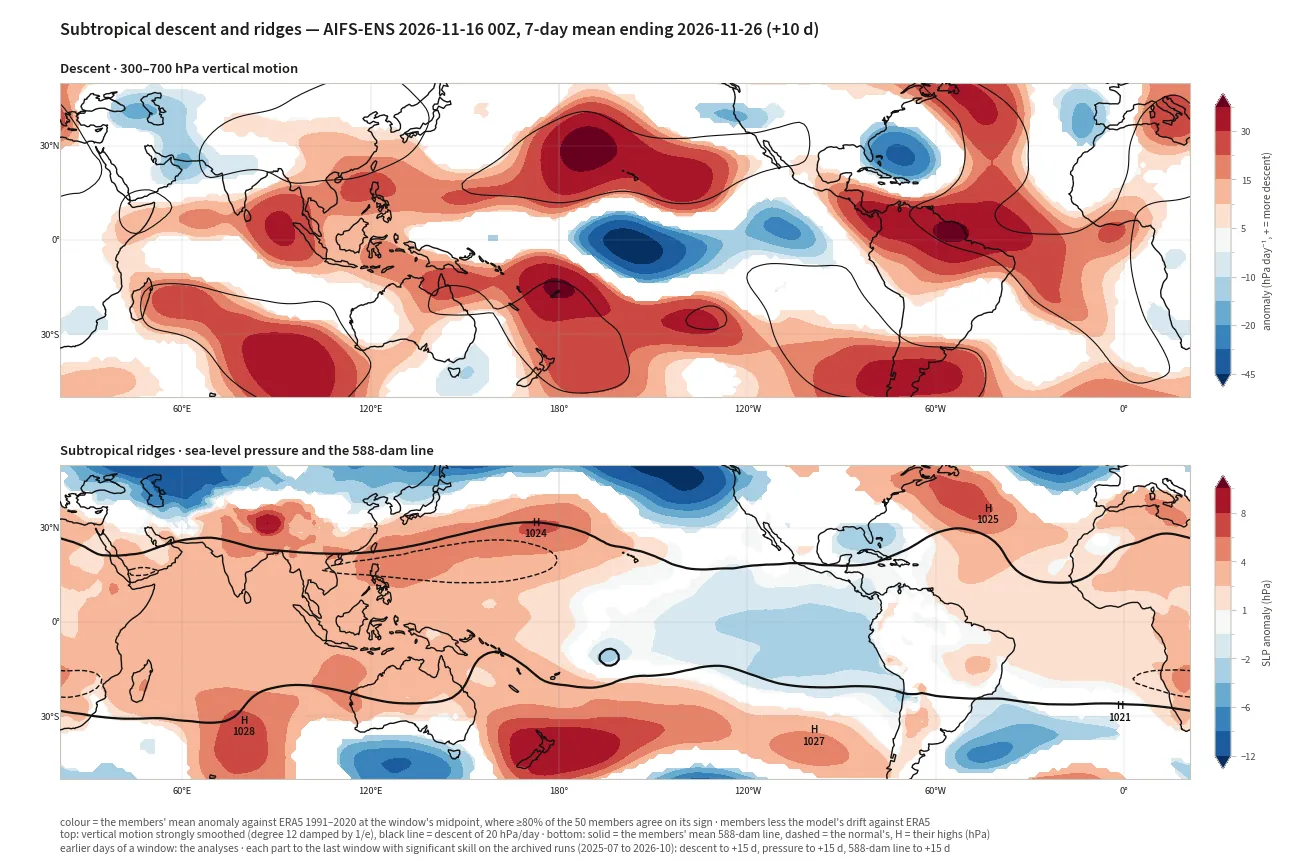 Subtropical descent and ridges — AIFS-ENS 2026-11-16 00Z, 7-day mean ending 2026-11-26 (+10 d)
Descent · 300–700 hPa vertical motion
30°N
0°
30°S
60°E
120°E
180°
120°W
60°W
0°
30
15
5
−10
−20
−45
anomaly (hPa day⁻¹, + = more descent)
Subtropical ridges · sea-level pressure and the 588-dam line
30°N
0°
30°S
H
1024
H
1025
H
1028
H
1027
H
1021
60°E
120°E
180°
120°W
60°W
0°
8
4
1
−2
−6
−12
SLP anomaly (hPa)
colour = the members' mean anomaly against ERA5 1991–2020 at the window's midpoint, where ≥80% of the 50 members agree on its sign · members less the model's drift against ERA5
top: vertical motion strongly smoothed (degree 12 damped by 1/e), black line = descent of 20 hPa/day · bottom: solid = the members' mean 588-dam line, dashed = the normal's, H = their highs (hPa)
earlier days of a window: the analyses · each part to the last window with significant skill on the archived runs (2025-07 to 2026-10): descent to +15 d, pressure to +15 d, 588-dam line to +15 d